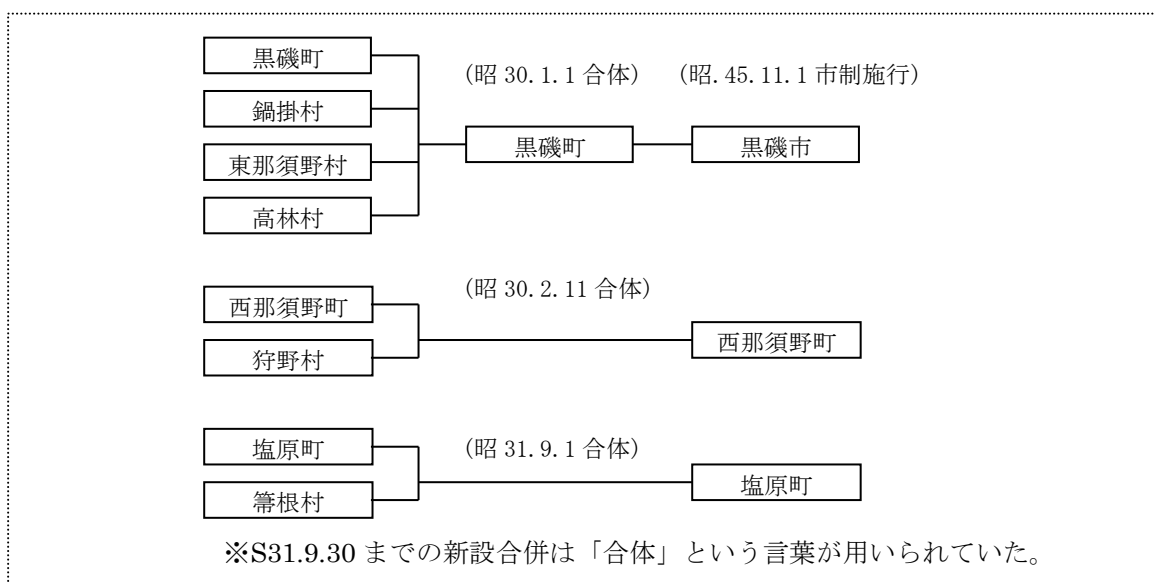 黒磯町
(昭 30.1.1 合体) (昭.45.11.1 市制施行)
鍋掛村
黒磯町 黒磯市
東那須野村
高林村
(昭 30.2.11 合体)
西那須野町
西那須野町
狩野村
塩原町 (昭 31.9.1 合体)
塩原町
箒根村
※S31.9.30 までの新設合併は「合体」という言葉が用いられていた。